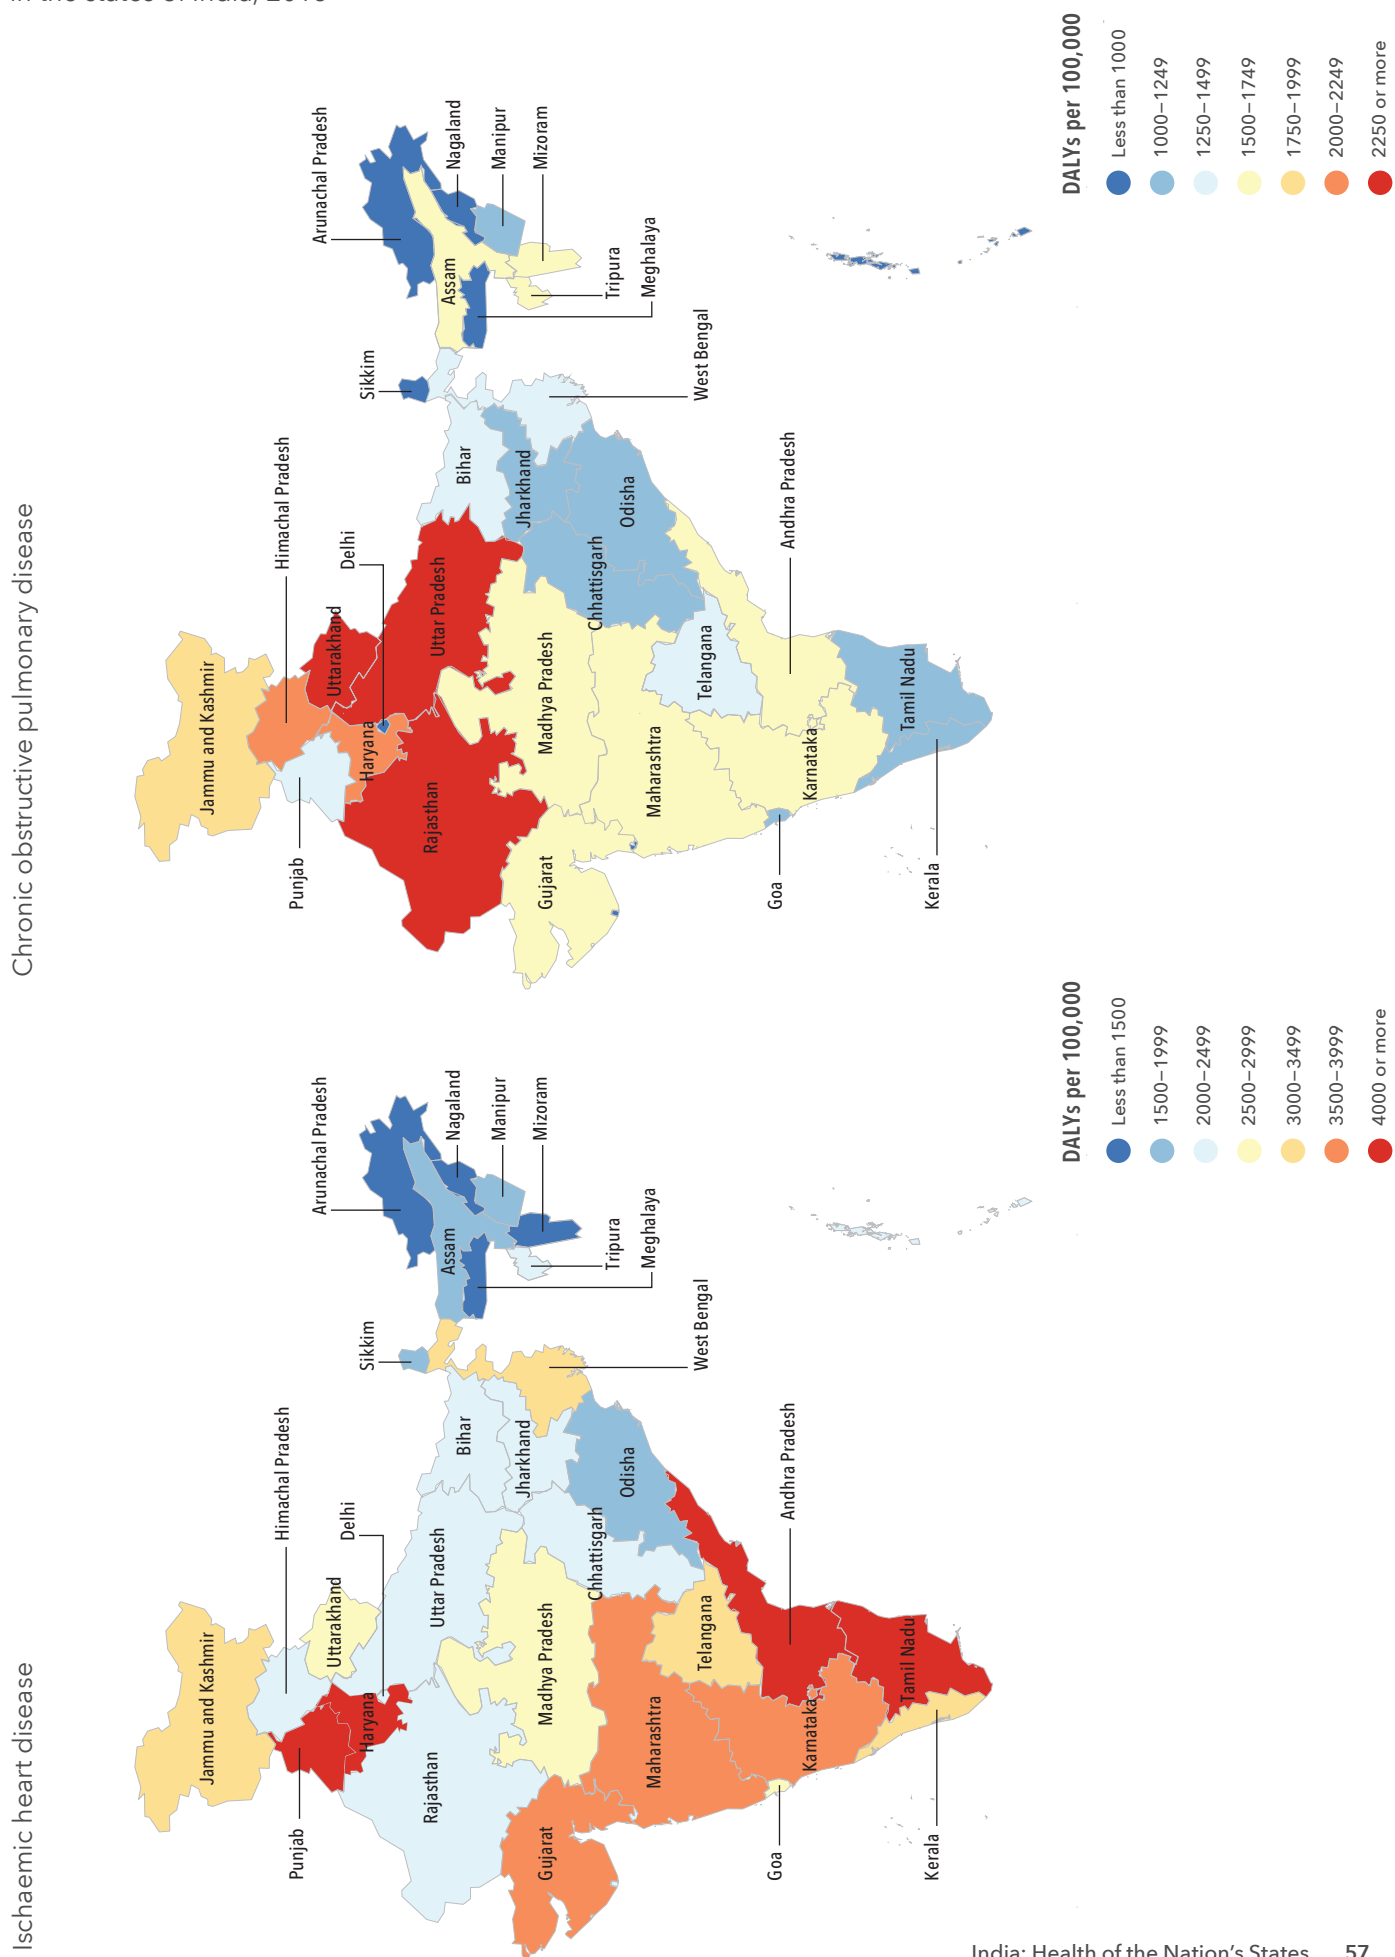 in the states of India, 2016
Ischaemic heart disease
Jammu and Kashmir
Himachal Pradesh
Punjab
Uttarakhand
Haryana
Delhi
Arunachal Pradesh
Sikkim
Rajasthan
Uttar Pradesh
Bihar
Assam
Nagaland
Manipur
Mizoram
Tripura
Meghalaya
West Bengal
Jharkhand
Gujarat
Madhya Pradesh
Chhattisgarh
Odisha
Maharashtra
Telangana
Andhra Pradesh
Goa
Karnataka
Kerala
Tamil Nadu
DALYs per 100,000
Less than 1500
1500–1999
2000–2499
2500–2999
3000–3499
3500–3999
4000 or more
Chronic obstructive pulmonary disease
Jammu and Kashmir
Himachal Pradesh
Punjab
Uttarakhand
Haryana
Delhi
Arunachal Pradesh
Sikkim
Rajasthan
Uttar Pradesh
Bihar
Assam
Nagaland
Manipur
Mizoram
Tripura
Meghalaya
West Bengal
Jharkhand
Gujarat
Madhya Pradesh
Chhattisgarh
Odisha
Maharashtra
Telangana
Andhra Pradesh
Goa
Karnataka
Kerala
Tamil Nadu
DALYs per 100,000
Less than 1000
1000–1249
1250–1499
1500–1749
1750–1999
2000–2249
2250 or more
India: Health of the Nation's States 57